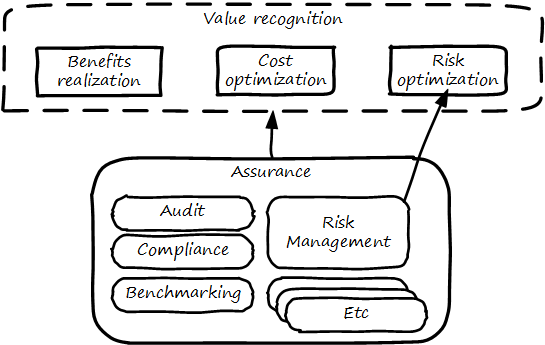 Value recognition
Benefits
realization
Cost
optimization
Risk
optimization
Assurance
Audit
Compliance
Benchmarking
Risk
Management
Etc